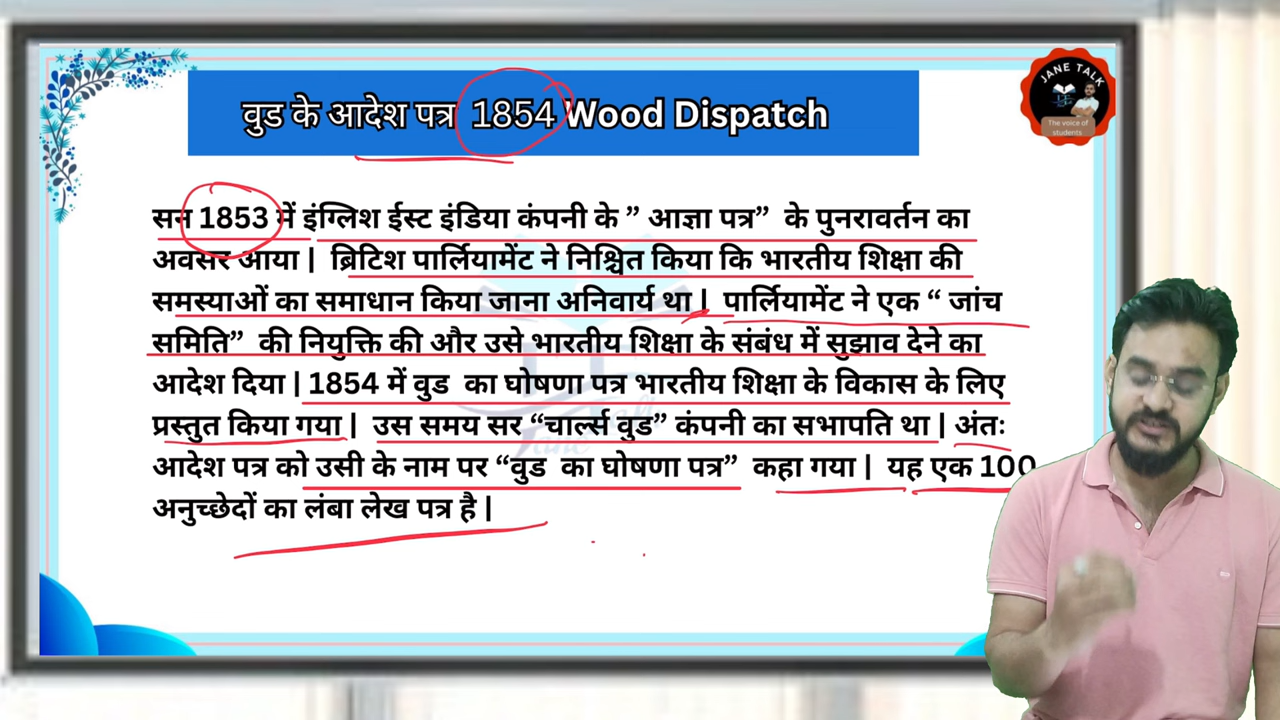 वुड के आदेश पत्र 1854 Wood Dispatch
JANE TALK
The voice of
students
सन 1853 में इंग्लिश ईस्ट इंडिया कंपनी के ” आज्ञा पत्र” के पुनरावर्तन का
अवसर आया | ब्रिटिश पार्लियामेंट ने निश्चित किया कि भारतीय शिक्षा की
समस्याओं का समाधान किया जाना अनिवार्य था | पार्लियामेंट ने एक “ जांच
समिति” की नियुक्ति की और उसे भारतीय शिक्षा के संबंध में सुझाव देने का
आदेश दिया | 1854 में वुड का घोषणा पत्र भारतीय शिक्षा के विकास के लिए
प्रस्तुत किया गया | उस समय सर “चार्ल्स वुड” कंपनी का सभापति था | अंतः
आदेश पत्र को उसी के नाम पर “वुड का घोषणा पत्र” कहा गया | यह एक 100
अनुच्छेदों का लंबा लेख पत्र है |